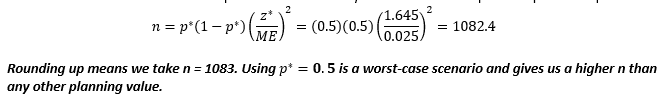 n = p*(1 − p*) (z*/ME)² = (0.5)(0.5) (1.645/0.025)² = 1082.4
Rounding up means we take n = 1083. Using p* = 0.5 is a worst-case scenario and gives us a higher n than
any other planning value.